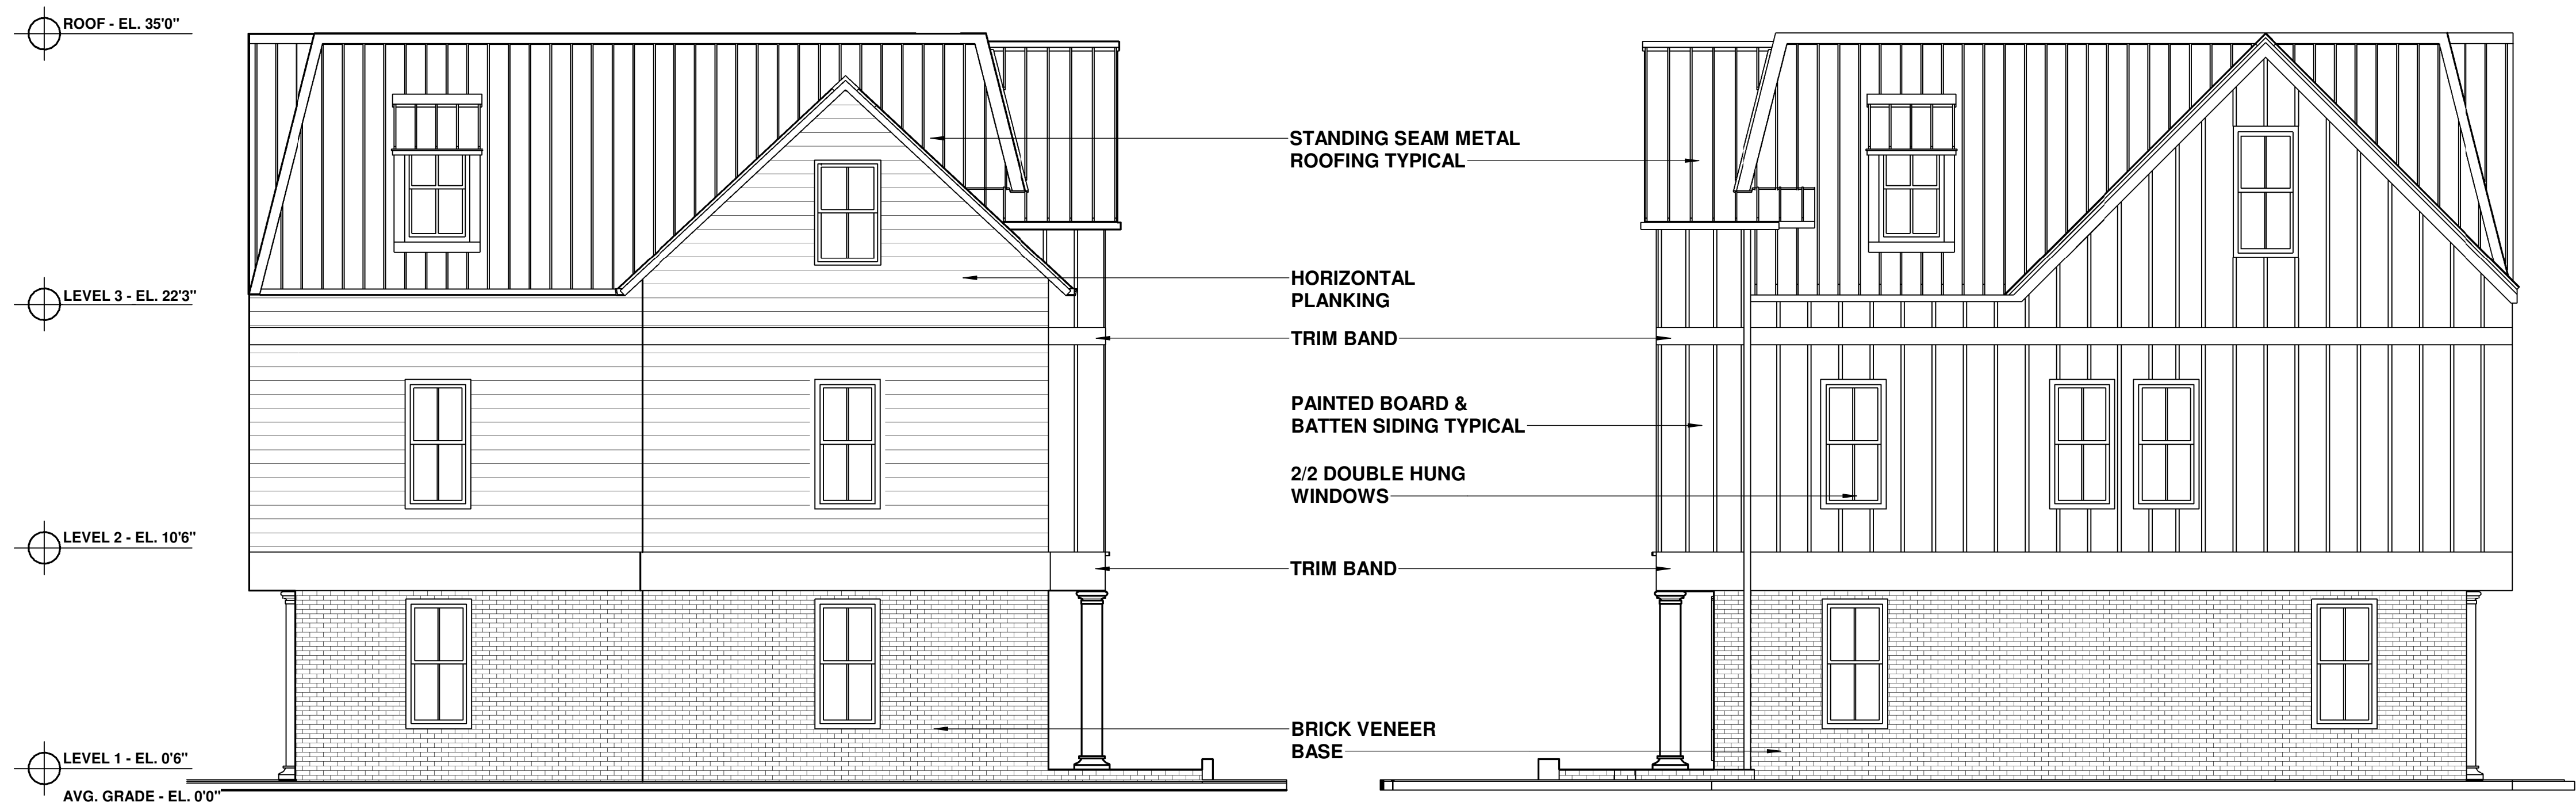 ROOF - EL. 35'0"
STANDING SEAM METAL
ROOFING TYPICAL
HORIZONTAL
PLANKING
LEVEL 3 - EL. 22'3"
TRIM BAND
PAINTED BOARD &
BATTEN SIDING TYPICAL
2/2 DOUBLE HUNG
WINDOWS
LEVEL 2 - EL. 10'6"
TRIM BAND
BRICK VENEER
BASE
LEVEL 1 - EL. 0'6"
AVG. GRADE - EL. 0'0"